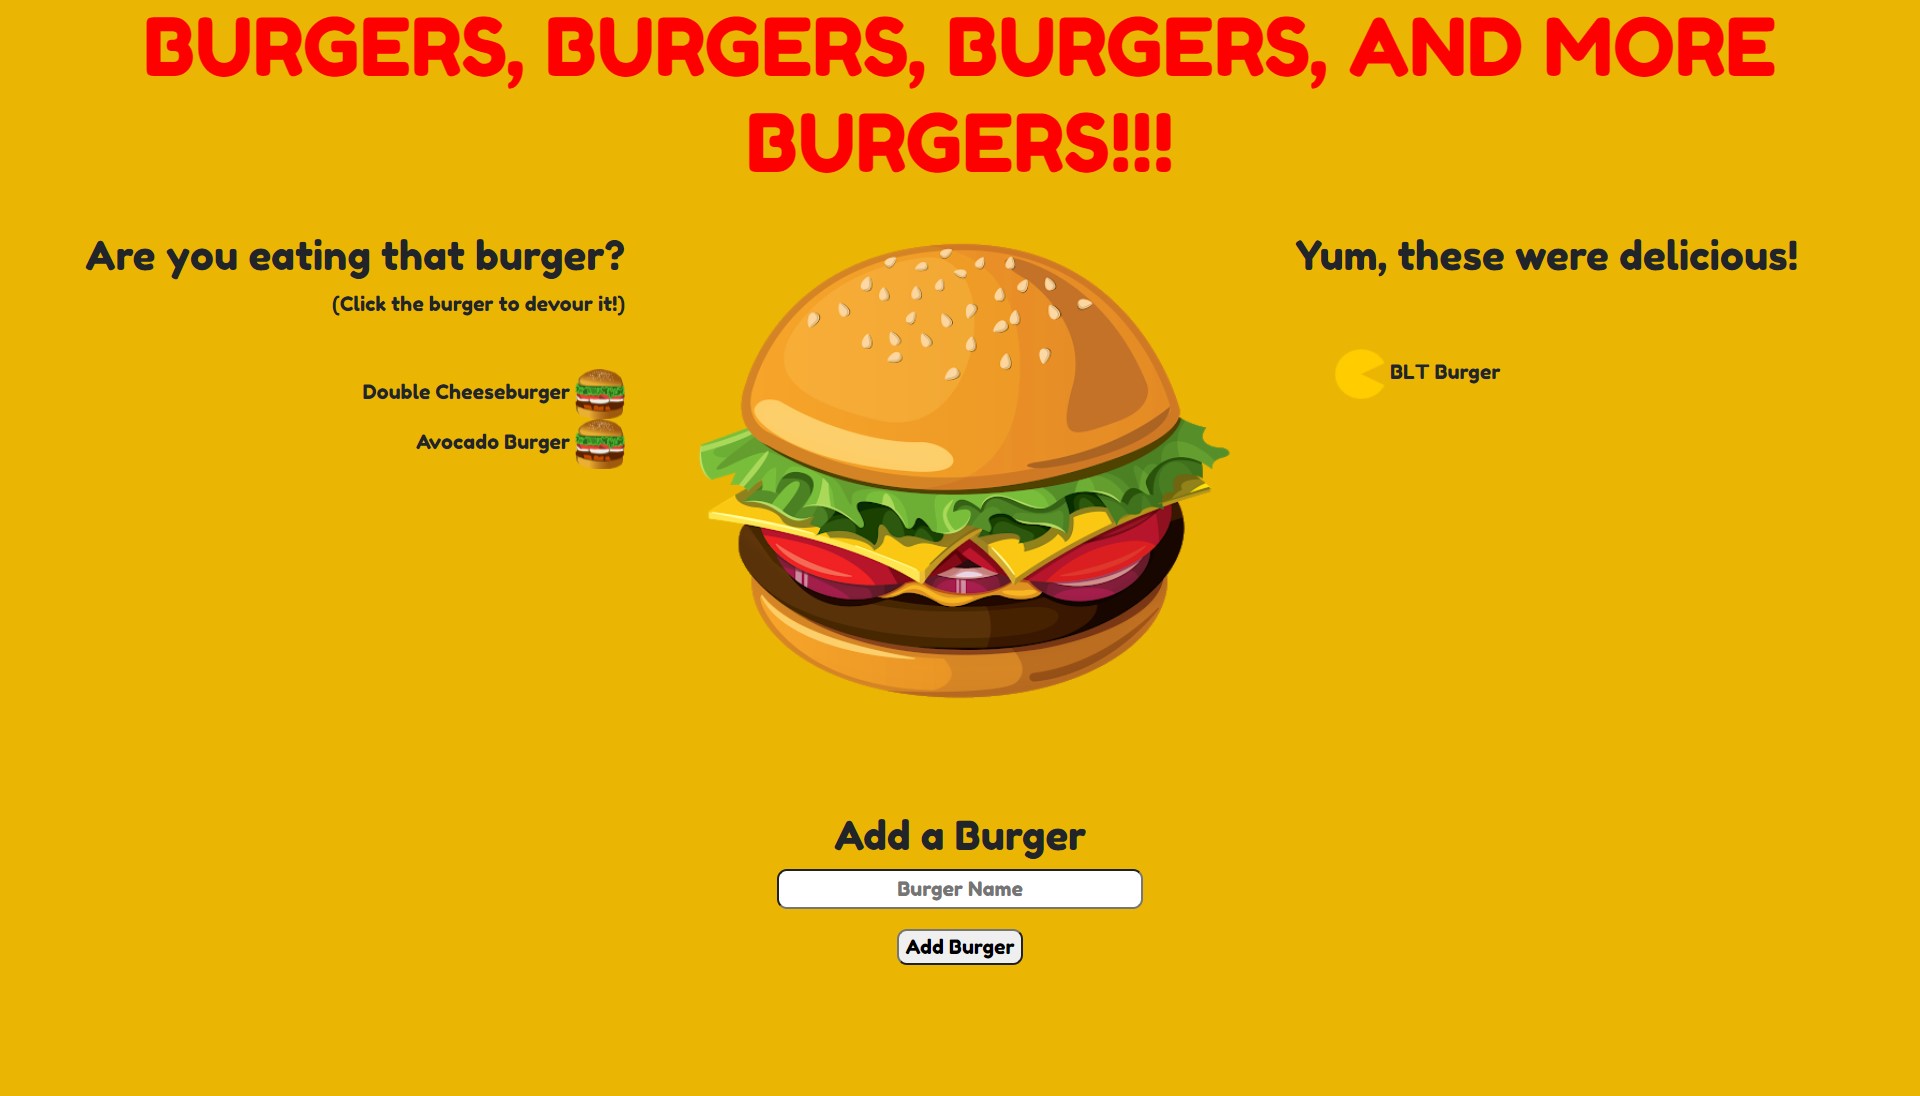 BURGERS, BURGERS, BURGERS, AND MORE
BURGERS!!!
Are you eating that burger?
(Click the burger to devour it!)
Double Cheeseburger
Avocado Burger
Yum, these were delicious!
BLT Burger
Add a Burger
Burger Name
Add Burger